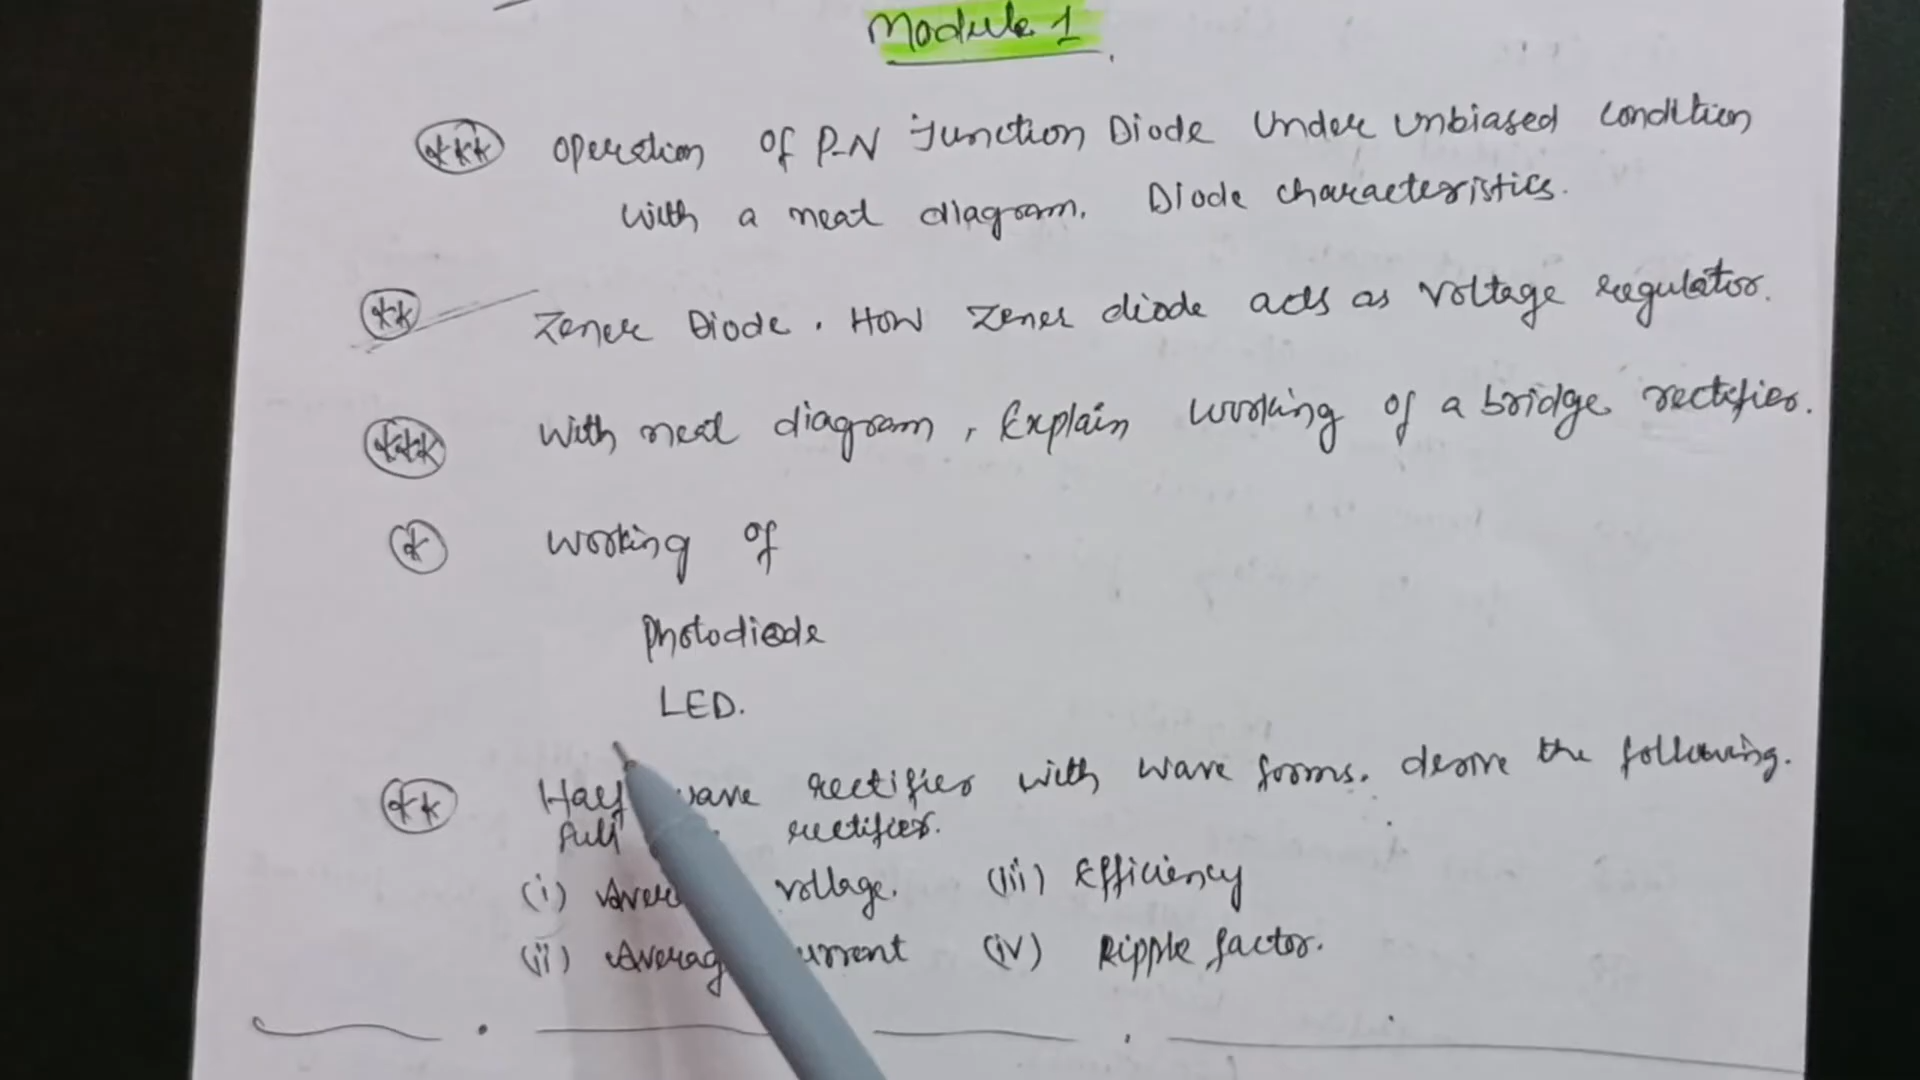 Module 1
*** Operation of P-N Junction Diode Under Unbiased condition
with a neat diagram. Diode characteristics.
** Zener Diode. How zener diode acts as voltage regulator.
*** With neat diagram, Explain working of a bridge rectifier.
* Working of
Photodiode
LED.
** Half wave rectifier with wave forms. derive the following.
full rectifier.
(i) voltage. (iii) Efficiency
(ii) (iv) Ripple factor.